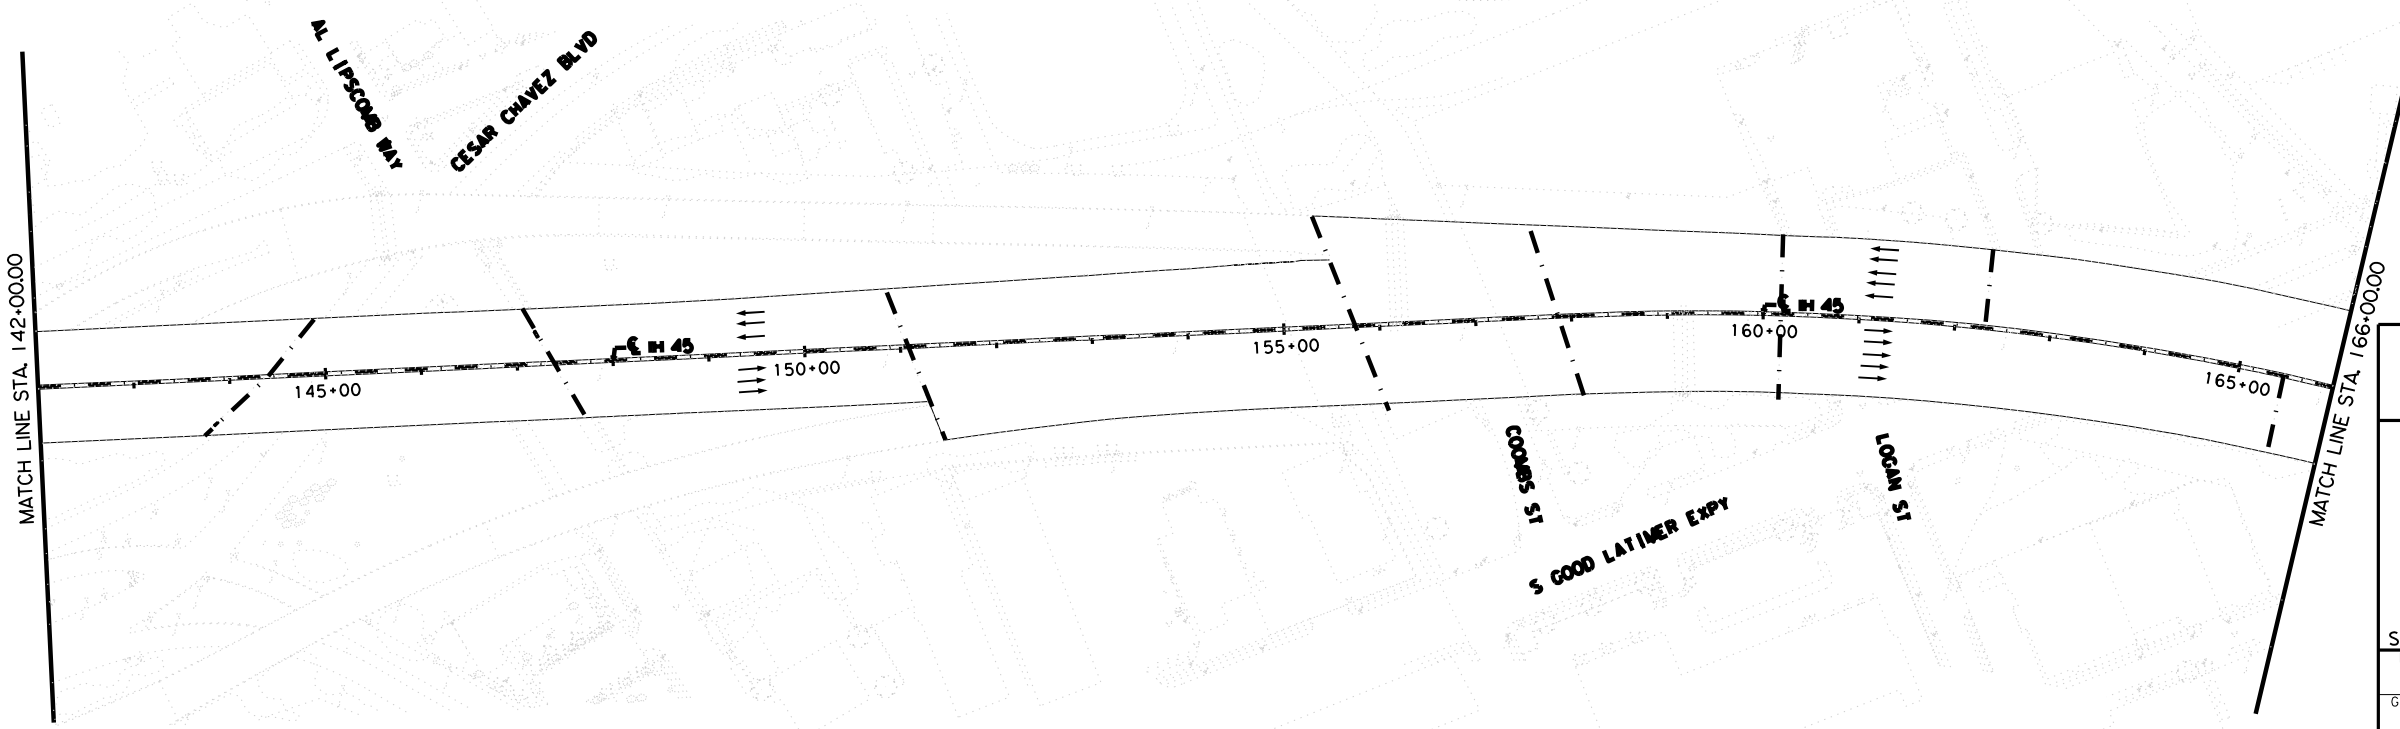 AL LIPSCOMB WAY
CESAR CHAVEZ BLVD
MATCH LINE STA. 142+00.00
145+00
℄ IH 45
150+00
155+00
℄ IH 45
160+00
165+00
MATCH LINE STA. 166+00.00
COOMBS ST
S GOOD LATIMER EXPY
LOGAN ST
S
G